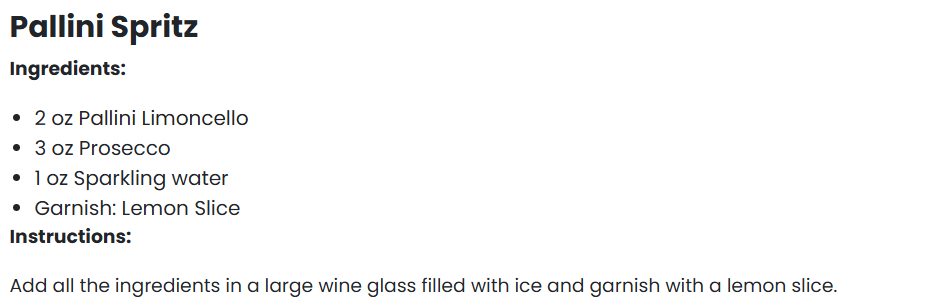 Pallini Spritz
Ingredients:
• 2 oz Pallini Limoncello
• 3 oz Prosecco
• 1 oz Sparkling water
• Garnish: Lemon Slice
Instructions:
Add all the ingredients in a large wine glass filled with ice and garnish with a lemon slice.